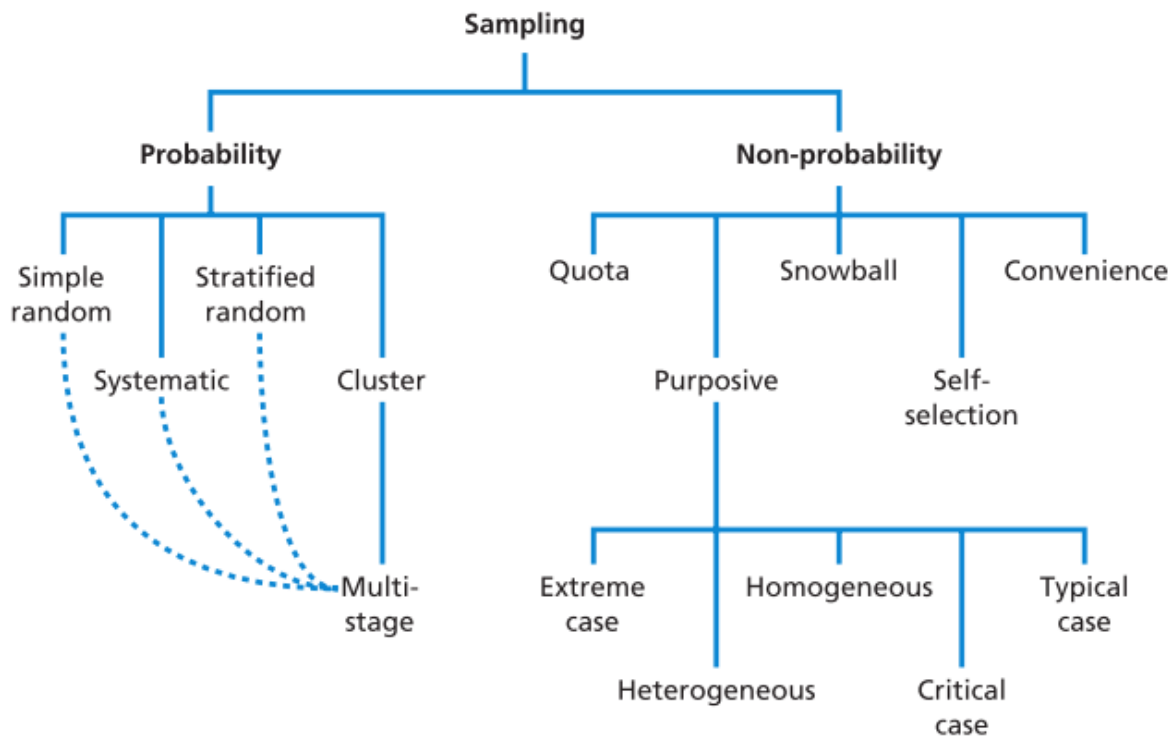 Sampling
Probability
Non-probability
Simple
random
Stratified
random
Quota
Snowball
Convenience
Systematic
Cluster
Purposive
Self-
selection
Multi-
stage
Extreme
case
Homogeneous
Typical
case
Heterogeneous
Critical
case